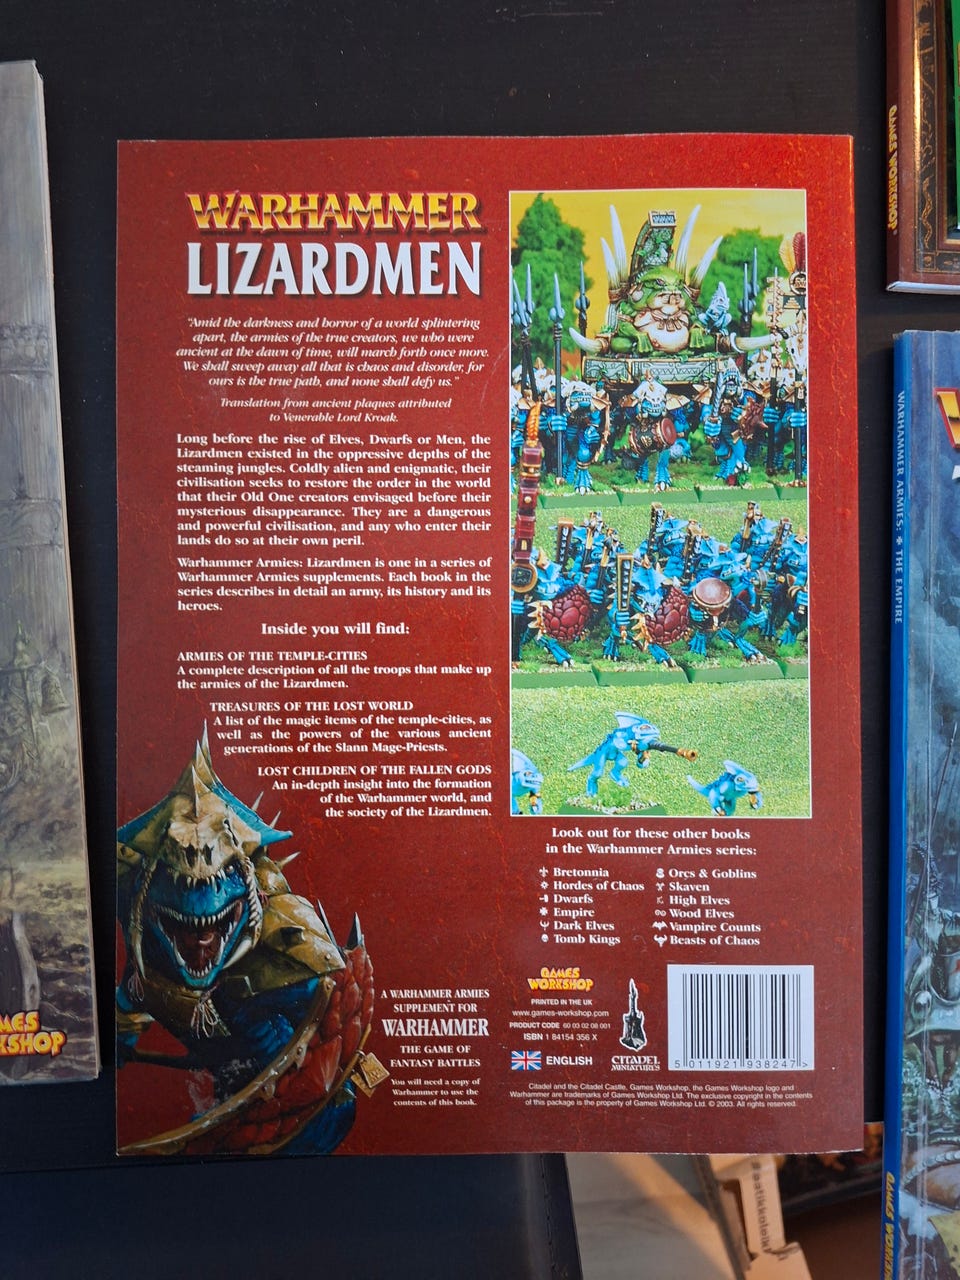 WARHAMMER
LIZARDMEN
"Amid the darkness and horror of a world splintering
apart, the armies of the true creators, we who were
ancient at the dawn of time, will march forth once more.
We shall sweep away all that is chaos and disorder, for
ours is the true path, and none shall defy us."
Translation from ancient plaques attributed
to Venerable Lord Kroak.
Long before the rise of Elves, Dwarfs or Men, the
Lizardmen existed in the oppressive depths of the
steaming jungles. Coldly alien and enigmatic, their
civilisation seeks to restore the order in the world
that their Old One creators envisaged before their
mysterious disappearance. They are a dangerous
and powerful civilisation, and any who enter their
lands do so at their own peril.
Warhammer Armies: Lizardmen is one in a series of
Warhammer Armies supplements. Each book in the
series describes in detail an army, its history and its
heroes.
Inside you will find:
ARMIES OF THE TEMPLE-CITIES
A complete description of all the troops that make up
the armies of the Lizardmen.
TREASURES OF THE LOST WORLD
A list of the magic items of the temple-cities, as
well as the powers of the various ancient
generations of the Slann Mage-Priests.
LOST CHILDREN OF THE FALLEN GODS
An in-depth insight into the formation
of the Warhammer world, and
the society of the Lizardmen.
A WARHAMMER ARMIES
SUPPLEMENT FOR
WARHAMMER
THE GAME OF
FANTASY BATTLES
You will need a copy of
Warhammer to use the
contents of this book.
Look out for these other books
in the Warhammer Armies series:
Bretonnia
Hordes of Chaos
Dwarfs
Empire
Dark Elves
Tomb Kings
Orcs & Goblins
Skaven
High Elves
Wood Elves
Vampire Counts
Beasts of Chaos
GAMES
WORKSHOP
PRINTED IN THE UK
www.games-workshop.com
PRODUCT CODE 60 03 02 08 001
ISBN 1 84154 356 X
ENGLISH
CITADEL
MINIATURES
5 011921 938247 >
Citadel and the Citadel Castle, Games Workshop, the Games Workshop logo and
Warhammer are trademarks of Games Workshop Ltd. The exclusive copyright in the contents
of this package is the property of Games Workshop Ltd. © 2003. All rights reserved.
MES
KSHOP
GAMES WORKSHOP
WARHAMMER ARMIES: THE EMPIRE
GAMES WORKSHOP